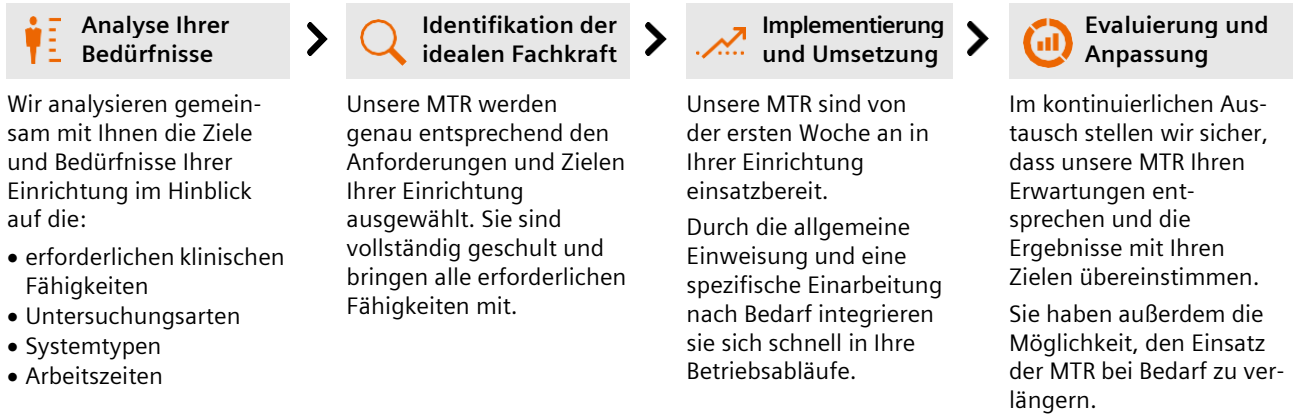 Analyse Ihrer
Bedürfnisse
Wir analysieren gemein-
sam mit Ihnen die Ziele
und Bedürfnisse Ihrer
Einrichtung im Hinblick
auf die:
• erforderlichen klinischen
Fähigkeiten
• Untersuchungsarten
• Systemtypen
• Arbeitszeiten
Identifikation der
idealen Fachkraft
Unsere MTR werden
genau entsprechend den
Anforderungen und Zielen
Ihrer Einrichtung
ausgewählt. Sie sind
vollständig geschult und
bringen alle erforderlichen
Fähigkeiten mit.
Implementierung
und Umsetzung
Unsere MTR sind von
der ersten Woche an in
Ihrer Einrichtung
einsatzbereit.
Durch die allgemeine
Einweisung und eine
spezifische Einarbeitung
nach Bedarf integrieren
sie sich schnell in Ihre
Betriebsabläufe.
Evaluierung und
Anpassung
Im kontinuierlichen Aus-
tausch stellen wir sicher,
dass unsere MTR Ihren
Erwartungen ent-
sprechen und die
Ergebnisse mit Ihren
Zielen übereinstimmen.
Sie haben außerdem die
Möglichkeit, den Einsatz
der MTR bei Bedarf zu ver-
längern.